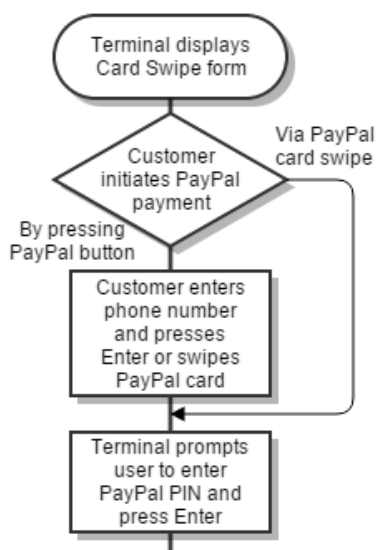 Terminal displays
Card Swipe form
Customer
initiates PayPal
payment
Via PayPal
card swipe
By pressing
PayPal button
Customer enters
phone number
and presses
Enter or swipes
PayPal card
Terminal prompts
user to enter
PayPal PIN and
press Enter